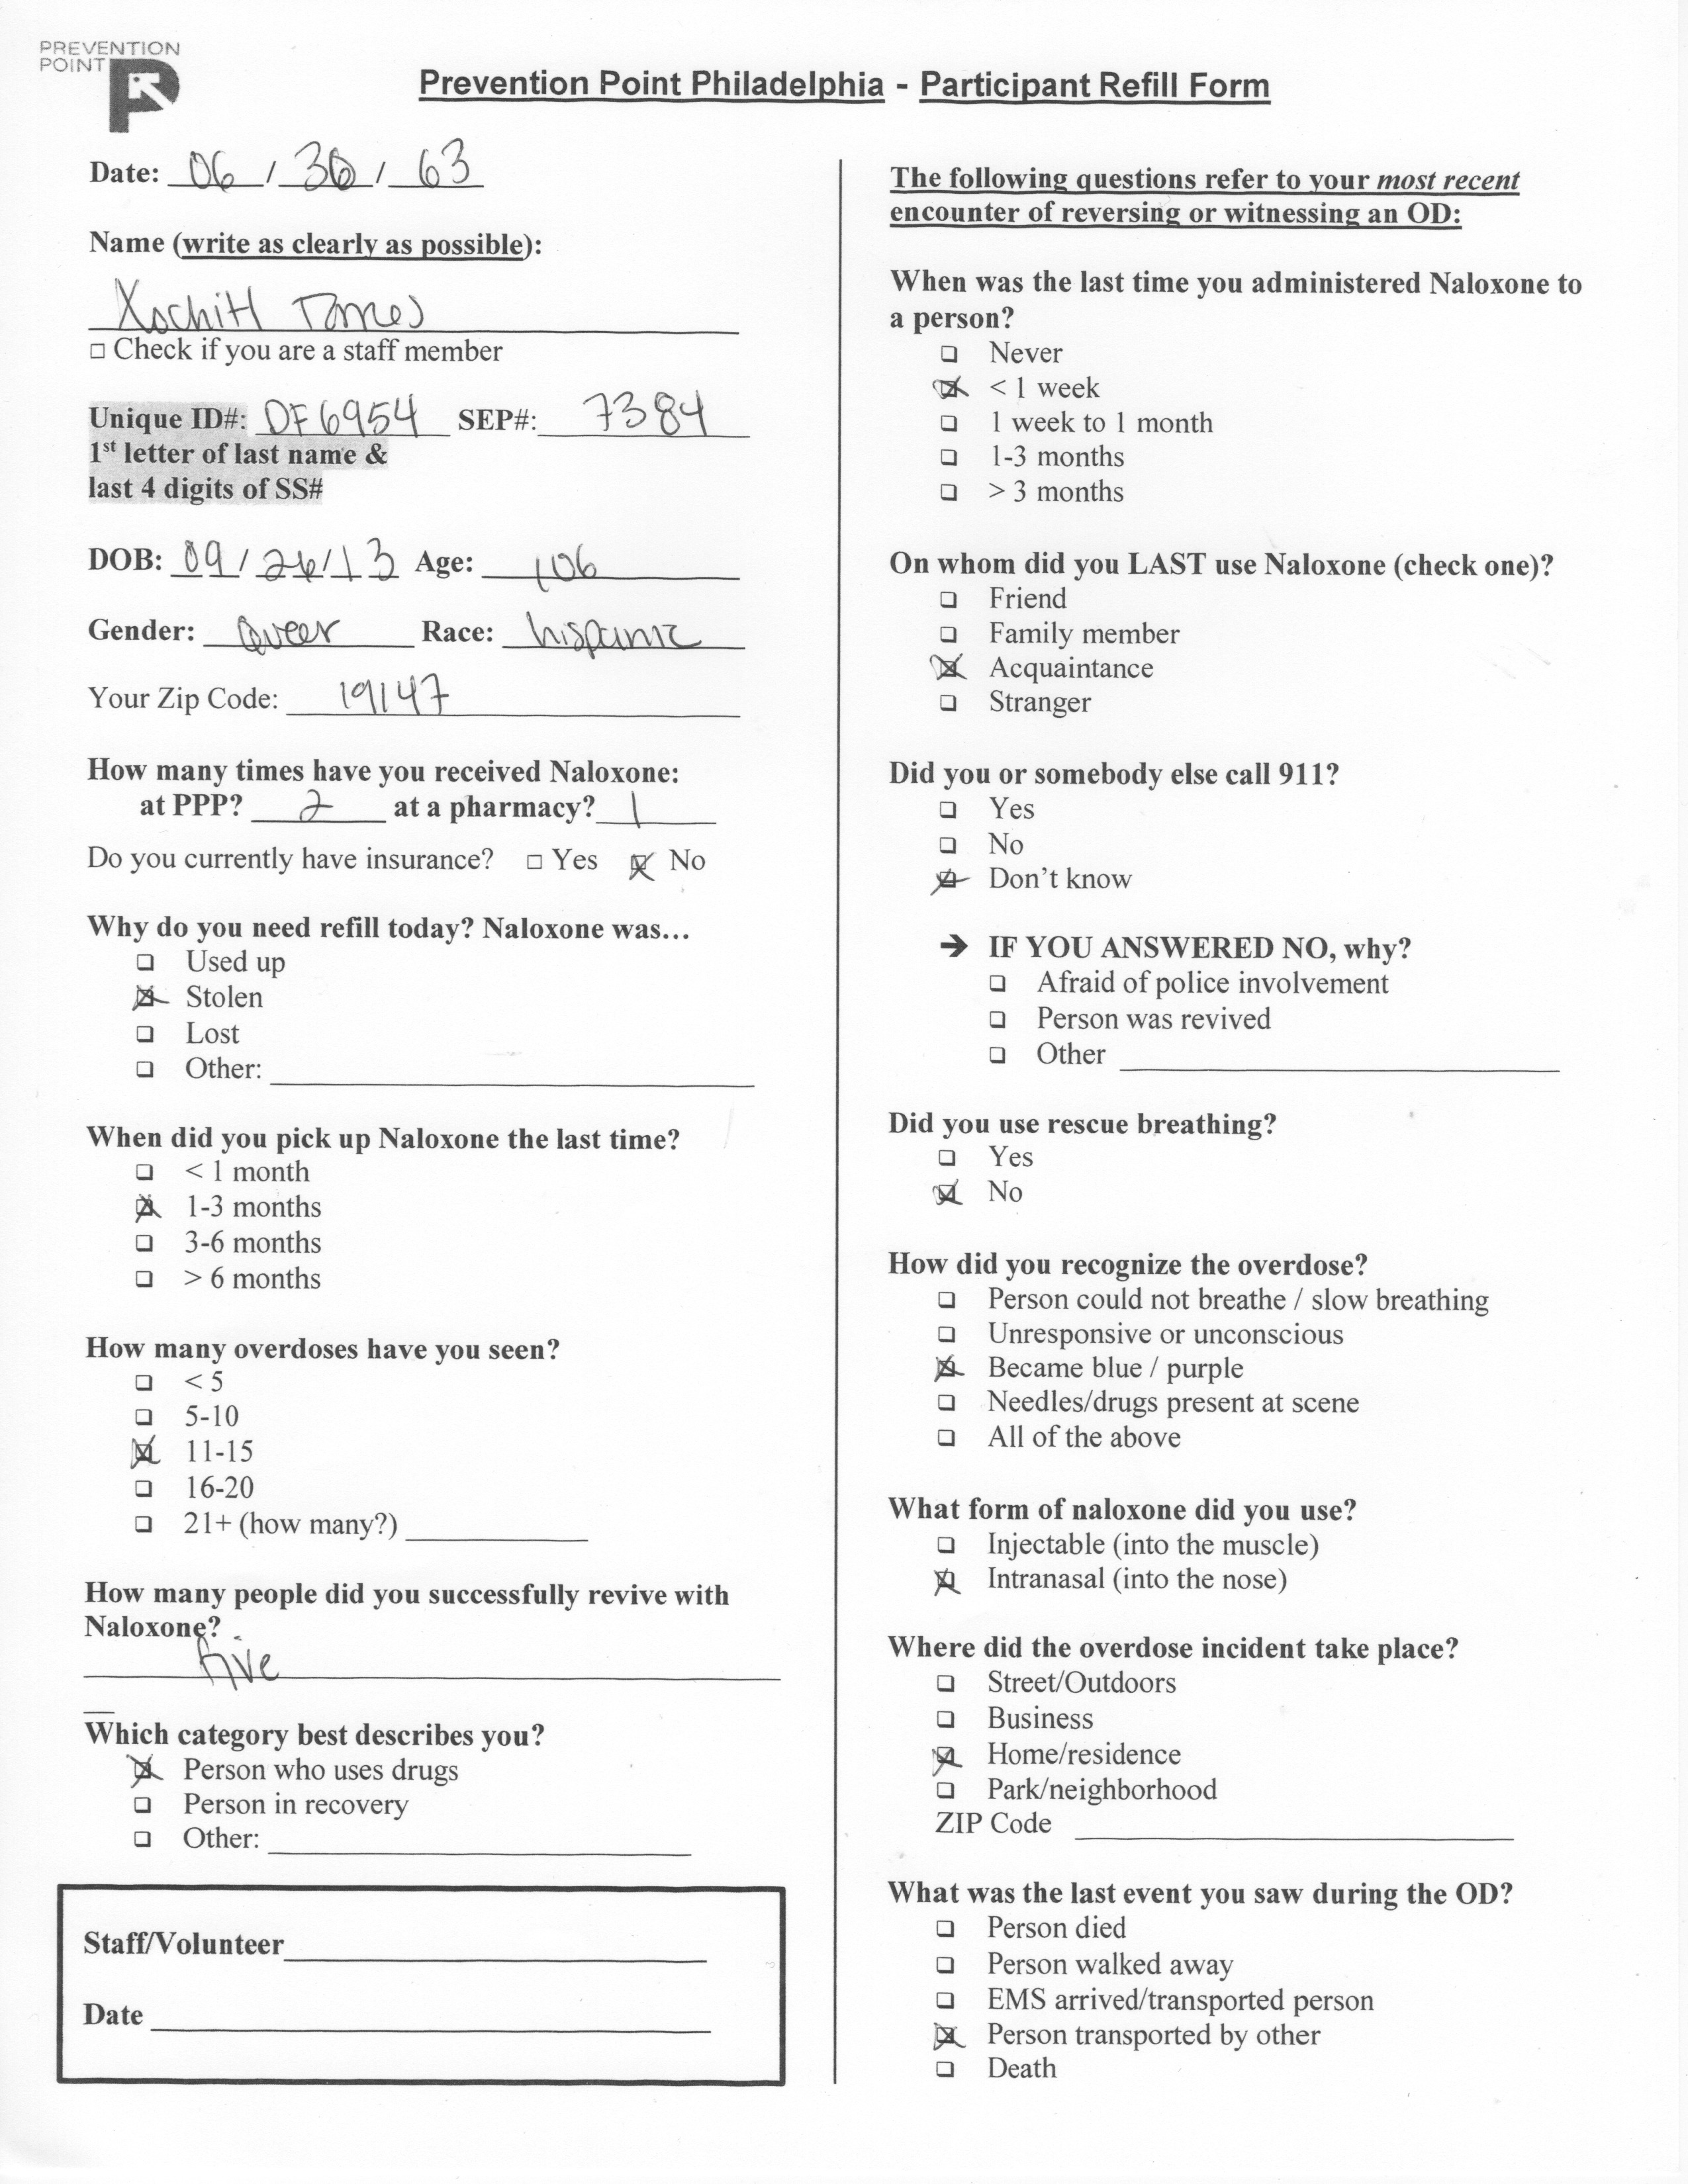 PREVENTION
POINT
Prevention Point Philadelphia - Participant Refill Form
Date: 06 / 30 / 63
Name (write as clearly as possible):
Xochitl Torres
□ Check if you are a staff member
Unique ID#: DF6954 SEP#: 7384
1st letter of last name &
last 4 digits of SS#
DOB: 09 / 26 / 13 Age: 106
Gender: Queer Race: hispanic
Your Zip Code: 19147
How many times have you received Naloxone:
at PPP? 2 at a pharmacy? 1
Do you currently have insurance? □ Yes ☒ No
Why do you need refill today? Naloxone was...
□ Used up
☒ Stolen
□ Lost
□ Other:
When did you pick up Naloxone the last time?
□ < 1 month
☒ 1-3 months
□ 3-6 months
□ > 6 months
How many overdoses have you seen?
□ < 5
□ 5-10
☒ 11-15
□ 16-20
□ 21+ (how many?)
How many people did you successfully revive with
Naloxone?
five
Which category best describes you?
☒ Person who uses drugs
□ Person in recovery
□ Other:
Staff/Volunteer
Date
The following questions refer to your most recent
encounter of reversing or witnessing an OD:
When was the last time you administered Naloxone to
a person?
□ Never
☒ < 1 week
□ 1 week to 1 month
□ 1-3 months
□ > 3 months
On whom did you LAST use Naloxone (check one)?
□ Friend
□ Family member
☒ Acquaintance
□ Stranger
Did you or somebody else call 911?
□ Yes
□ No
☒ Don't know
→ IF YOU ANSWERED NO, why?
□ Afraid of police involvement
□ Person was revived
□ Other
Did you use rescue breathing?
□ Yes
☒ No
How did you recognize the overdose?
□ Person could not breathe / slow breathing
□ Unresponsive or unconscious
☒ Became blue / purple
□ Needles/drugs present at scene
□ All of the above
What form of naloxone did you use?
□ Injectable (into the muscle)
☒ Intranasal (into the nose)
Where did the overdose incident take place?
□ Street/Outdoors
□ Business
☒ Home/residence
□ Park/neighborhood
ZIP Code
What was the last event you saw during the OD?
□ Person died
□ Person walked away
□ EMS arrived/transported person
☒ Person transported by other
□ Death